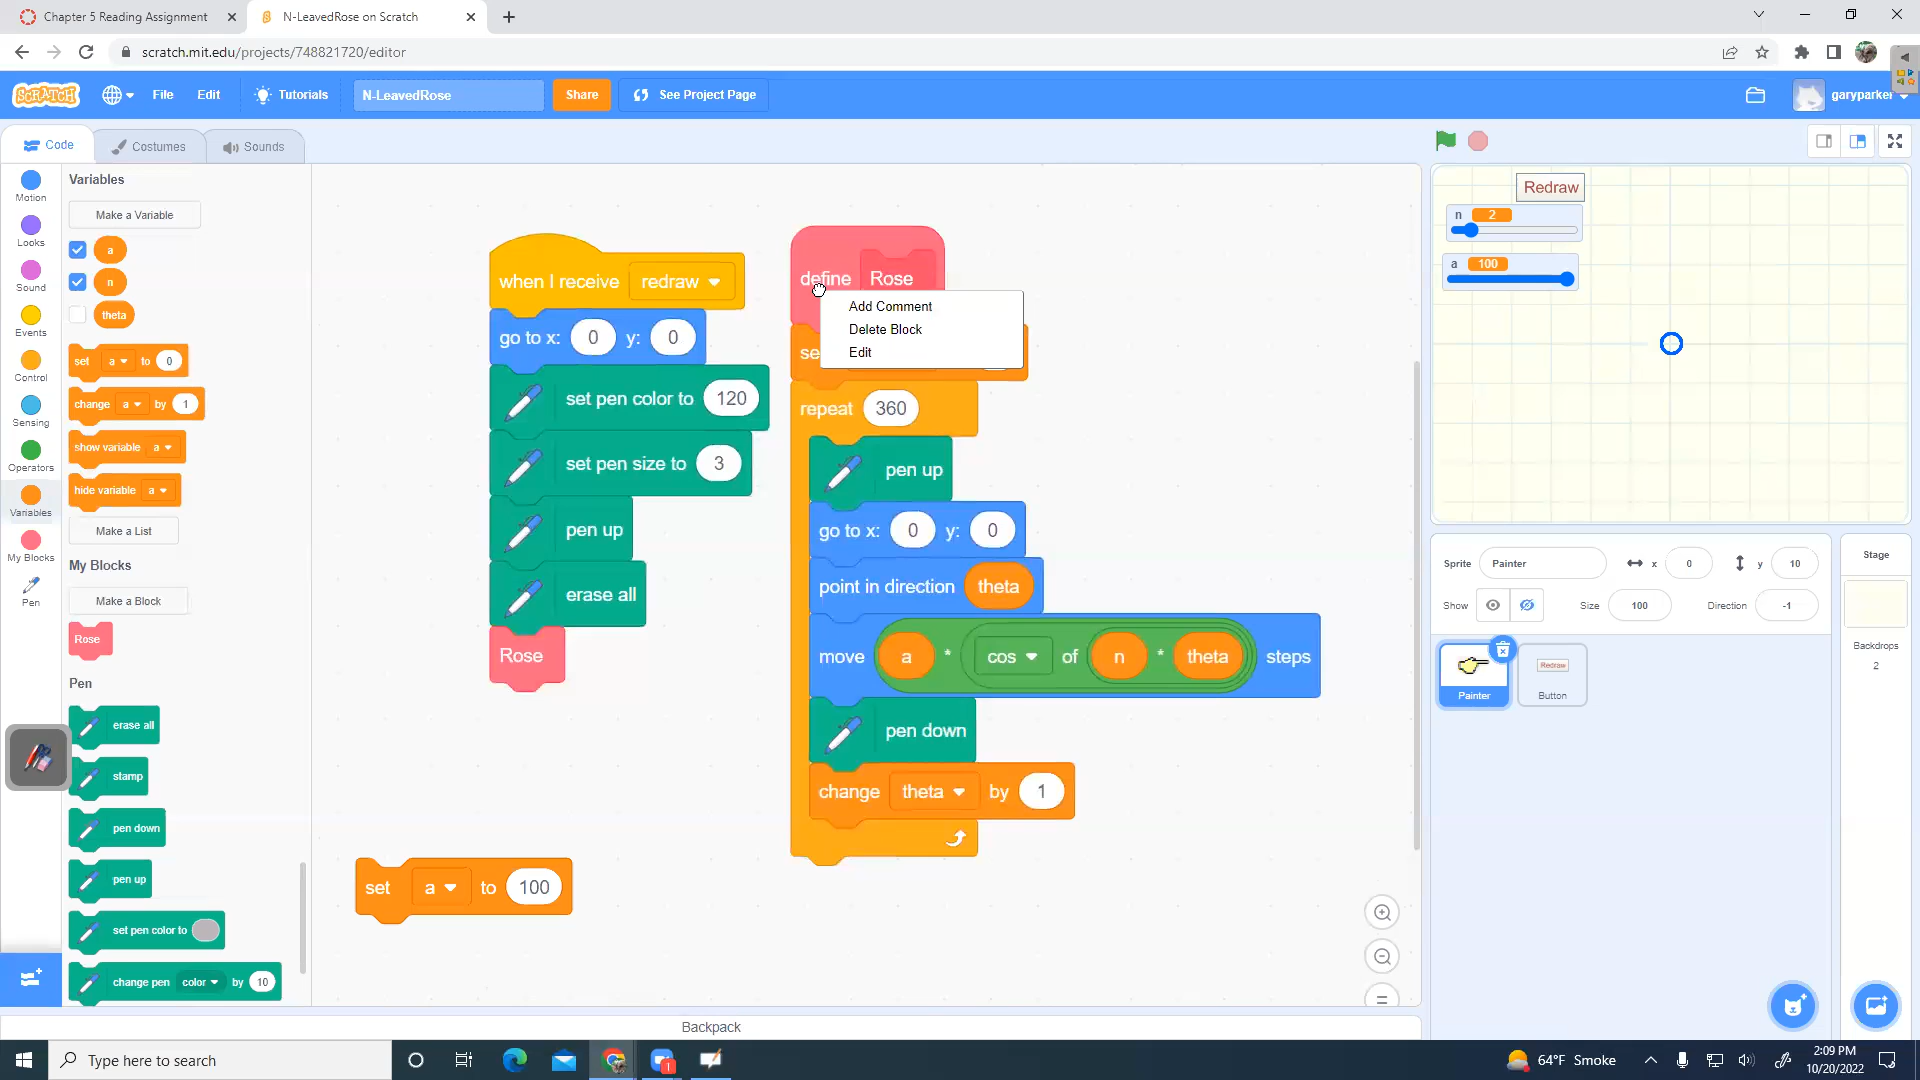 Chapter 5 Reading Assignment
N-LeavedRose on Scratch
scratch.mit.edu/projects/748821720/editor
SCRATCH
File
Edit
Tutorials
N-LeavedRose
Share
See Project Page
garyparker
Code
Costumes
Sounds
Motion
Looks
Sound
Events
Control
Sensing
Operators
Variables
My Blocks
Pen
Variables
Make a Variable
a
n
theta
set a to 0
change a by 1
show variable a
hide variable a
Make a List
My Blocks
Make a Block
Rose
Pen
erase all
stamp
pen down
pen up
set pen color to
change pen color by 10
when I receive redraw
go to x: 0 y: 0
set pen color to 120
set pen size to 3
pen up
erase all
Rose
set a to 100
define Rose
Add Comment
Delete Block
Edit
se
repeat 360
pen up
go to x: 0 y: 0
point in direction theta
move a * cos of n * theta steps
pen down
change theta by 1
Backpack
Redraw
n 2
a 100
Sprite Painter x 0 y 10
Show Size 100 Direction -1
Painter
Redraw
Button
Stage
Backdrops
2
Type here to search
1
64°F Smoke
2:09 PM
10/20/2022